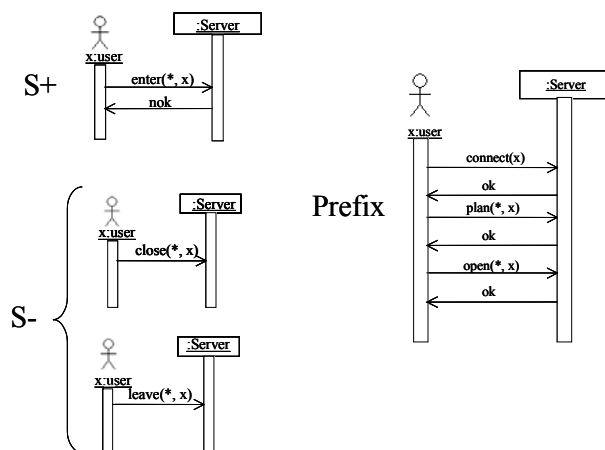 S+
:Server
x:user
enter(*, x)
nok
S-
:Server
x:user
close(*, x)
:Server
x:user
leave(*, x)
Prefix
:Server
x:user
connect(x)
ok
plan(*, x)
ok
open(*, x)
ok